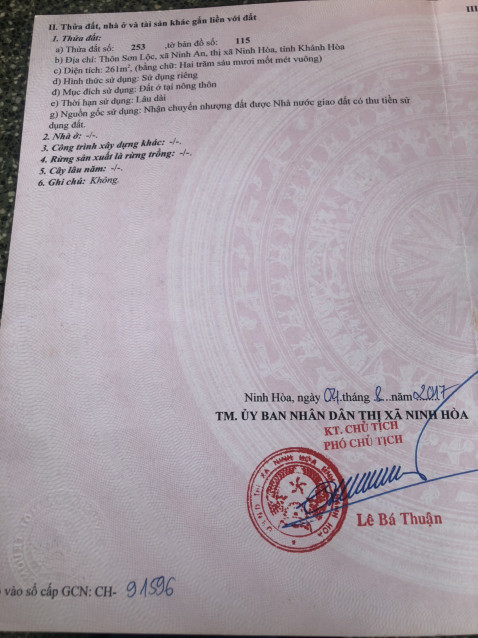 III
II. Thửa đất, nhà ở và tài sản khác gắn liền với đất
1. Thửa đất:
a) Thửa đất số: 253 ,tờ bản đồ số: 115
b) Địa chỉ: Thôn Sơn Lộc, xã Ninh An, thị xã Ninh Hòa, tỉnh Khánh Hòa
c) Diện tích: 261m², (bằng chữ: Hai trăm sáu mươi mốt mét vuông)
d) Hình thức sử dụng: Sử dụng riêng
đ) Mục đích sử dụng: Đất ở tại nông thôn
e) Thời hạn sử dụng: Lâu dài
g) Nguồn gốc sử dụng: Nhận chuyển nhượng đất được Nhà nước giao đất có thu tiền sử
dụng đất.
2. Nhà ở: -/-.
3. Công trình xây dựng khác: -/-.
4. Rừng sản xuất là rừng trồng: -/-.
5. Cây lâu năm: -/-.
6. Ghi chú: Không.
Ninh Hòa, ngày 04 tháng 8 năm 2017
TM. ỦY BAN NHÂN DÂN THỊ XÃ NINH HÒA
KT. CHỦ TỊCH
PHÓ CHỦ TỊCH
Lê Bá Thuận
vào sổ cấp GCN: CH- 91596